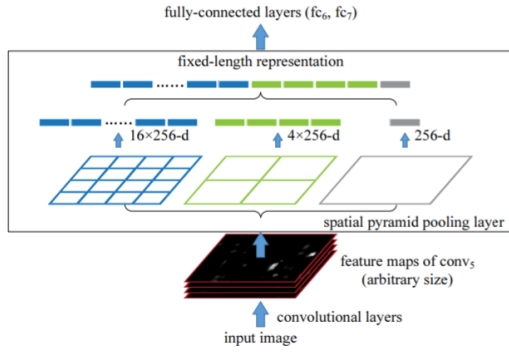 fully-connected layers (fc6, fc7)
fixed-length representation
......
......
16×256-d
4×256-d
256-d
spatial pyramid pooling layer
feature maps of conv5
(arbitrary size)
convolutional layers
input image